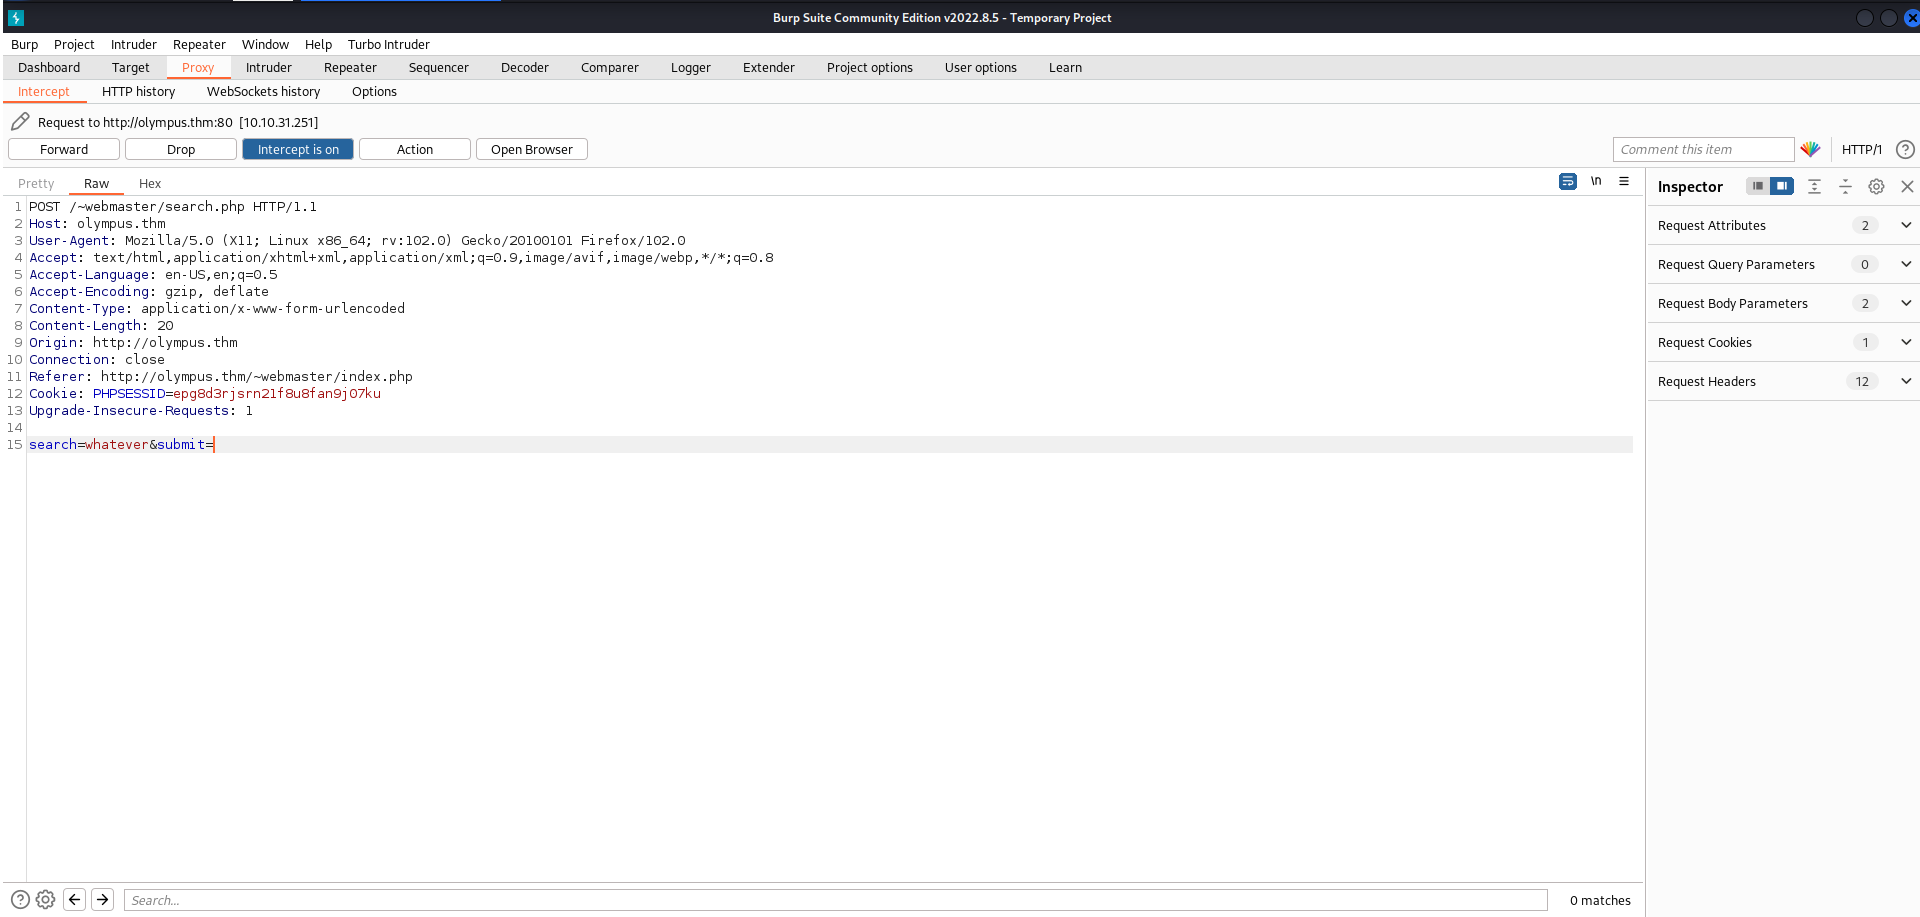 Burp Suite Community Edition v2022.8.5 - Temporary Project
Burp Project Intruder Repeater Window Help Turbo Intruder
Dashboard Target Proxy Intruder Repeater Sequencer Decoder Comparer Logger Extender Project options User options Learn
Intercept HTTP history WebSockets history Options
Request to http://olympus.thm:80 [10.10.31.251]
Forward Drop Intercept is on Action Open Browser Comment this item HTTP/1 ?
Pretty Raw Hex \n
Inspector
1 POST /~webmaster/search.php HTTP/1.1
2 Host: olympus.thm
3 User-Agent: Mozilla/5.0 (X11; Linux x86_64; rv:102.0) Gecko/20100101 Firefox/102.0
4 Accept: text/html,application/xhtml+xml,application/xml;q=0.9,image/avif,image/webp,*/*;q=0.8
5 Accept-Language: en-US,en;q=0.5
6 Accept-Encoding: gzip, deflate
7 Content-Type: application/x-www-form-urlencoded
8 Content-Length: 20
9 Origin: http://olympus.thm
10 Connection: close
11 Referer: http://olympus.thm/~webmaster/index.php
12 Cookie: PHPSESSID=epg8d3rjsrn21f8u8fan9j07ku
13 Upgrade-Insecure-Requests: 1
14
15 search=whatever&submit=
Request Attributes 2
Request Query Parameters 0
Request Body Parameters 2
Request Cookies 1
Request Headers 12
? Search... 0 matches